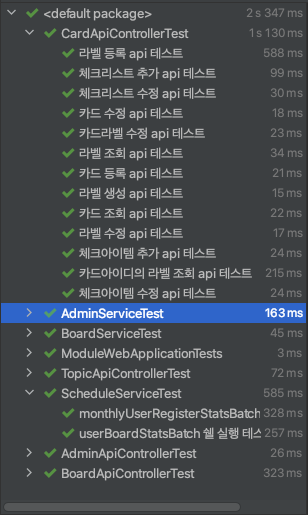 <default package> 2 s 347 ms
CardApiControllerTest 1 s 130 ms
라벨 등록 api 테스트 588 ms
체크리스트 추가 api 테스트 99 ms
체크리스트 수정 api 테스트 30 ms
카드 수정 api 테스트 18 ms
카드라벨 수정 api 테스트 23 ms
라벨 조회 api 테스트 34 ms
카드 등록 api 테스트 21 ms
라벨 생성 api 테스트 15 ms
카드 조회 api 테스트 22 ms
라벨 수정 api 테스트 17 ms
체크아이템 추가 api 테스트 24 ms
카드아이디의 라벨 조회 api 테스트 215 ms
체크아이템 수정 api 테스트 24 ms
AdminServiceTest 163 ms
BoardServiceTest 45 ms
ModuleWebApplicationTests 3 ms
TopicApiControllerTest 72 ms
ScheduleServiceTest 585 ms
monthlyUserRegisterStatsBatch 328 ms
userBoardStatsBatch 쉘 실행 테스 257 ms
AdminApiControllerTest 26 ms
BoardApiControllerTest 323 ms